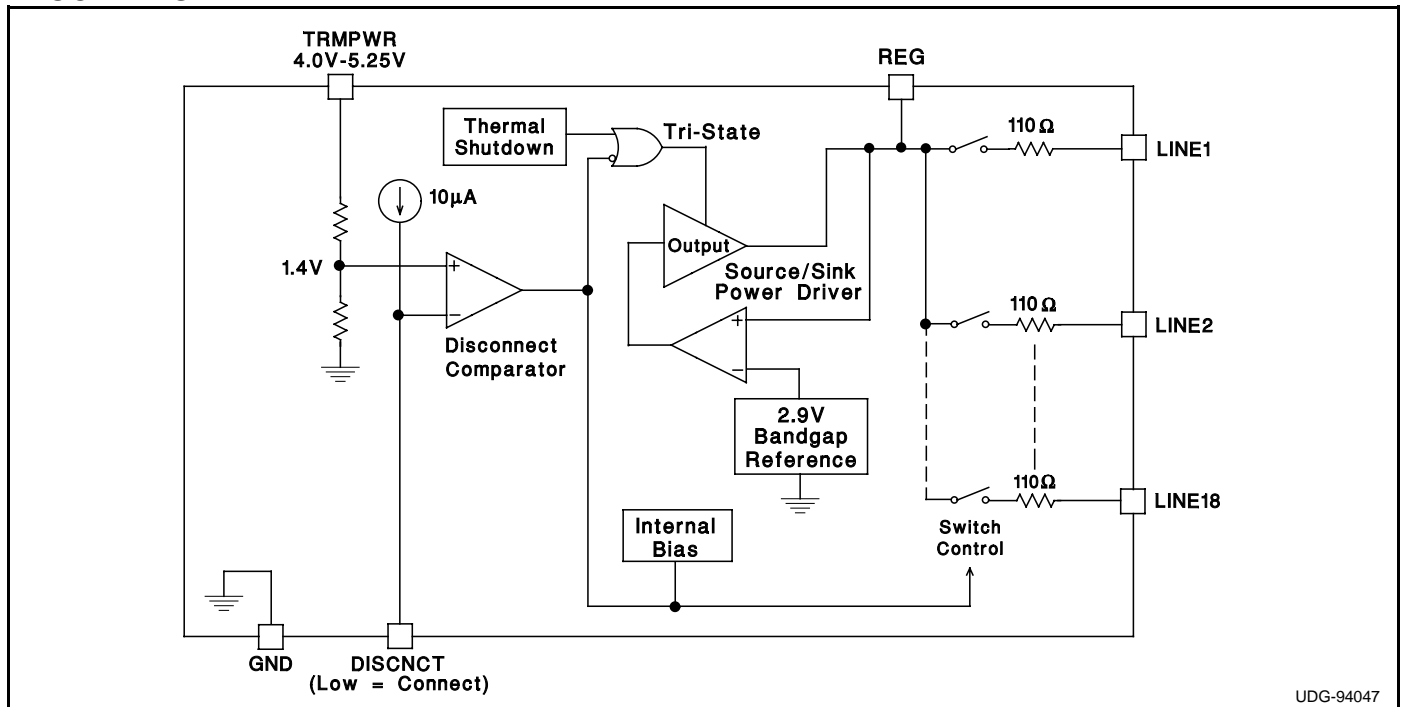 TRMPWR
4.0V-5.25V
REG
Thermal
Shutdown
Tri-State
110Ω
LINE1
10µA
Output
1.4V
+
−
Source/Sink
Power Driver
110Ω
LINE2
+
−
Disconnect
Comparator
2.9V
Bandgap
Reference
110Ω
LINE18
Internal
Bias
Switch
Control
GND
DISCNCT
(Low = Connect)
UDG-94047